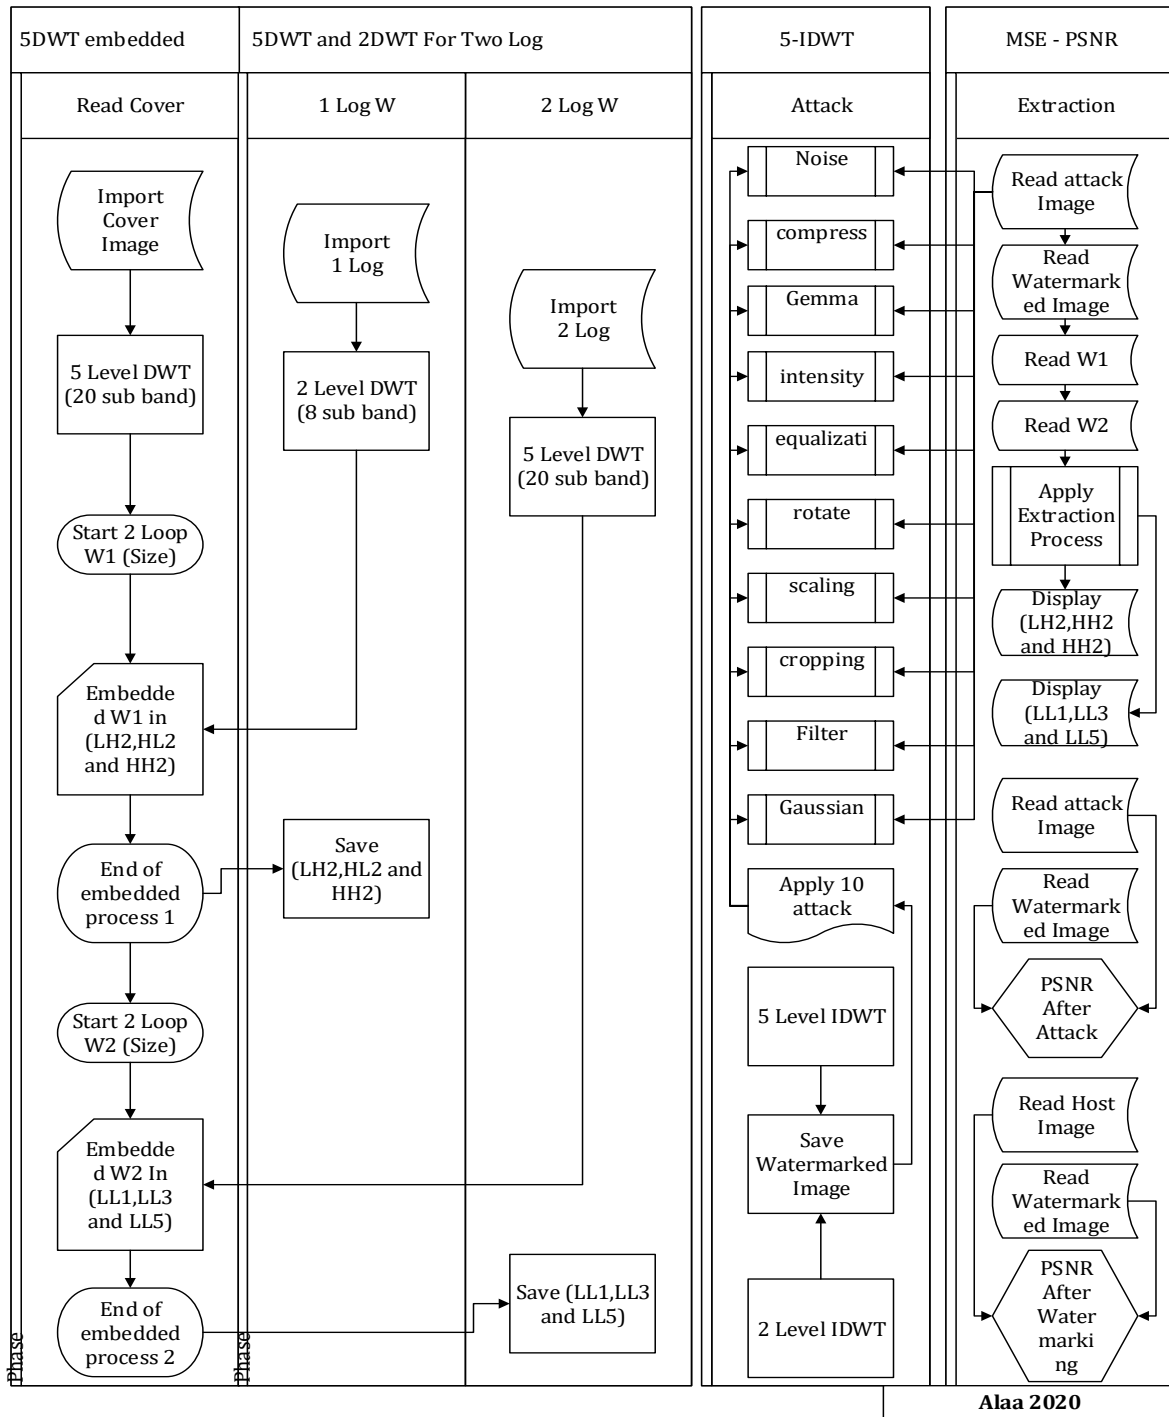 5DWT embedded
5DWT and 2DWT For Two Log
5-IDWT
MSE - PSNR
Read Cover
1 Log W
2 Log W
Attack
Extraction
Import
Cover
Image
5 Level DWT
(20 sub band)
Start 2 Loop
W1 (Size)
Embedde
d W1 in
(LH2,HL2
and HH2)
End of
embedded
process 1
Start 2 Loop
W2 (Size)
Embedde
d W2 In
(LL1,LL3
and LL5)
End of
embedded
process 2
Phase
Import
1 Log
2 Level DWT
(8 sub band)
Save
(LH2,HL2 and
HH2)
Phase
Import
2 Log
5 Level DWT
(20 sub band)
Save (LL1,LL3
and LL5)
Noise
compress
Gemma
intensity
equalizati
rotate
scaling
cropping
Filter
Gaussian
Apply 10
attack
5 Level IDWT
Save
Watermarked
Image
2 Level IDWT
Read attack
Image
Read
Watermark
ed Image
Read W1
Read W2
Apply
Extraction
Process
Display
(LH2,HH2
and HH2)
Display
(LL1,LL3
and LL5)
Read attack
Image
Read
Watermark
ed Image
PSNR
After
Attack
Read Host
Image
Read
Watermark
ed Image
PSNR
After
Water
marki
ng
Alaa 2020